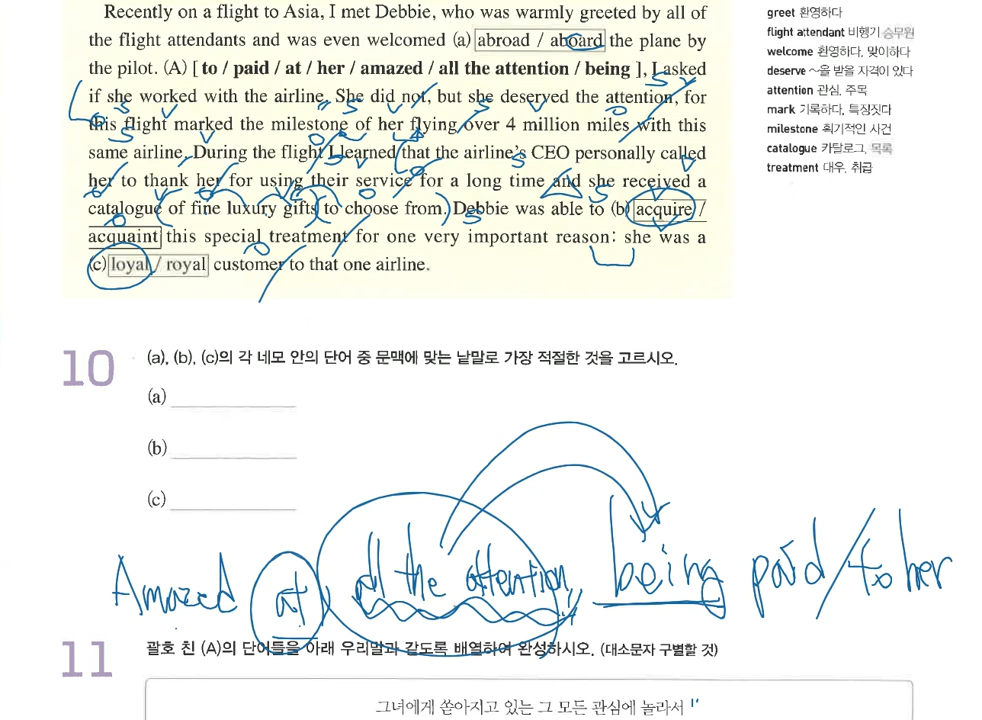 Recently on a flight to Asia, I met Debbie, who was warmly greeted by all of
the flight attendants and was even welcomed (a) abroad / aboard the plane by
the pilot. (A) [ to / paid / at / her / amazed / all the attention / being ], I asked
if she worked with the airline. She did not, but she deserved the attention, for
this flight marked the milestone of her flying over 4 million miles with this
same airline. During the flight I learned that the airline's CEO personally called
her to thank her for using their service for a long time and she received a
catalogue of fine luxury gifts to choose from. Debbie was able to (b) acquire /
acquaint this special treatment for one very important reason: she was a
(c) loyal / royal customer to that one airline.
greet 환영하다
flight attendant 비행기 승무원
welcome 환영하다, 맞이하다
deserve ~을 받을 자격이 있다
attention 관심, 주목
mark 기록하다, 특징짓다
milestone 획기적인 사건
catalogue 카달로그, 목록
treatment 대우, 취급
10 (a), (b), (c)의 각 네모 안의 단어 중 문맥에 맞는 낱말로 가장 적절한 것을 고르시오.
(a)
(b)
(c)
Amazed at all the attention being paid / to her
11 괄호 친 (A)의 단어들을 아래 우리말과 같도록 배열하여 완성하시오. (대소문자 구별할 것)
그녀에게 쏟아지고 있는 그 모든 관심에 놀라서